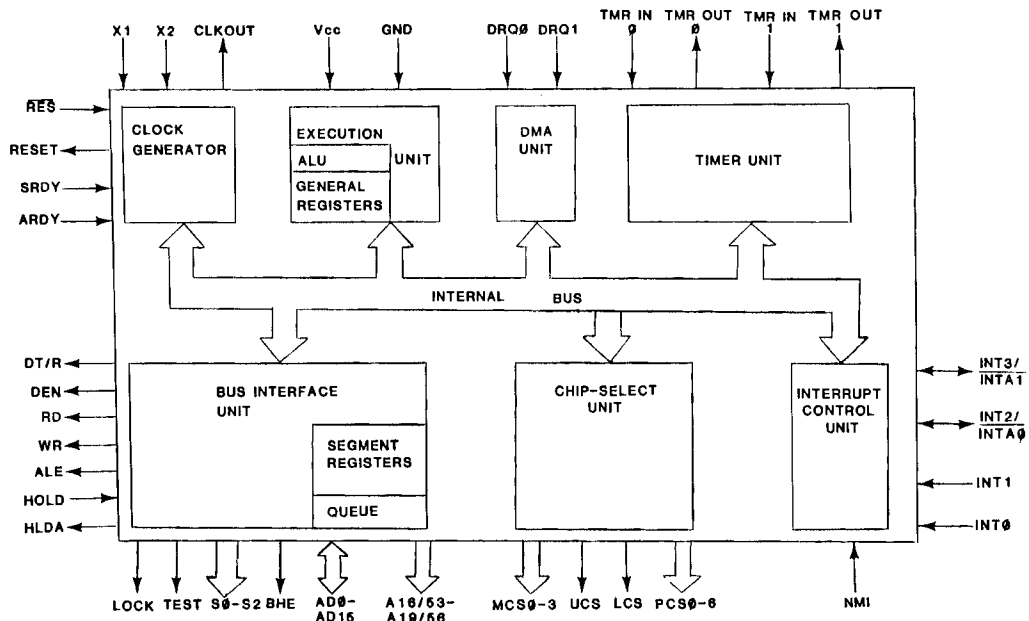 X1 X2 CLKOUT Vcc GND DRQ0 DRQ1
TMR IN 0
TMR OUT 0
TMR IN 1
TMR OUT 1
RES
RESET
SRDY
ARDY
CLOCK
GENERATOR
EXECUTION
UNIT
ALU
GENERAL
REGISTERS
DMA
UNIT
TIMER UNIT
INTERNAL BUS
DT/R
DEN
RD
WR
ALE
HOLD
HLDA
BUS INTERFACE
UNIT
SEGMENT
REGISTERS
QUEUE
CHIP-SELECT
UNIT
INTERRUPT
CONTROL
UNIT
INT3/
INTA1
INT2/
INTA0
INT1
INT0
LOCK TEST S0-S2 BHE
AD0-
AD15
A16/S3-
A19/S6
MCS0-3 UCS LCS PCS0-6
NMI